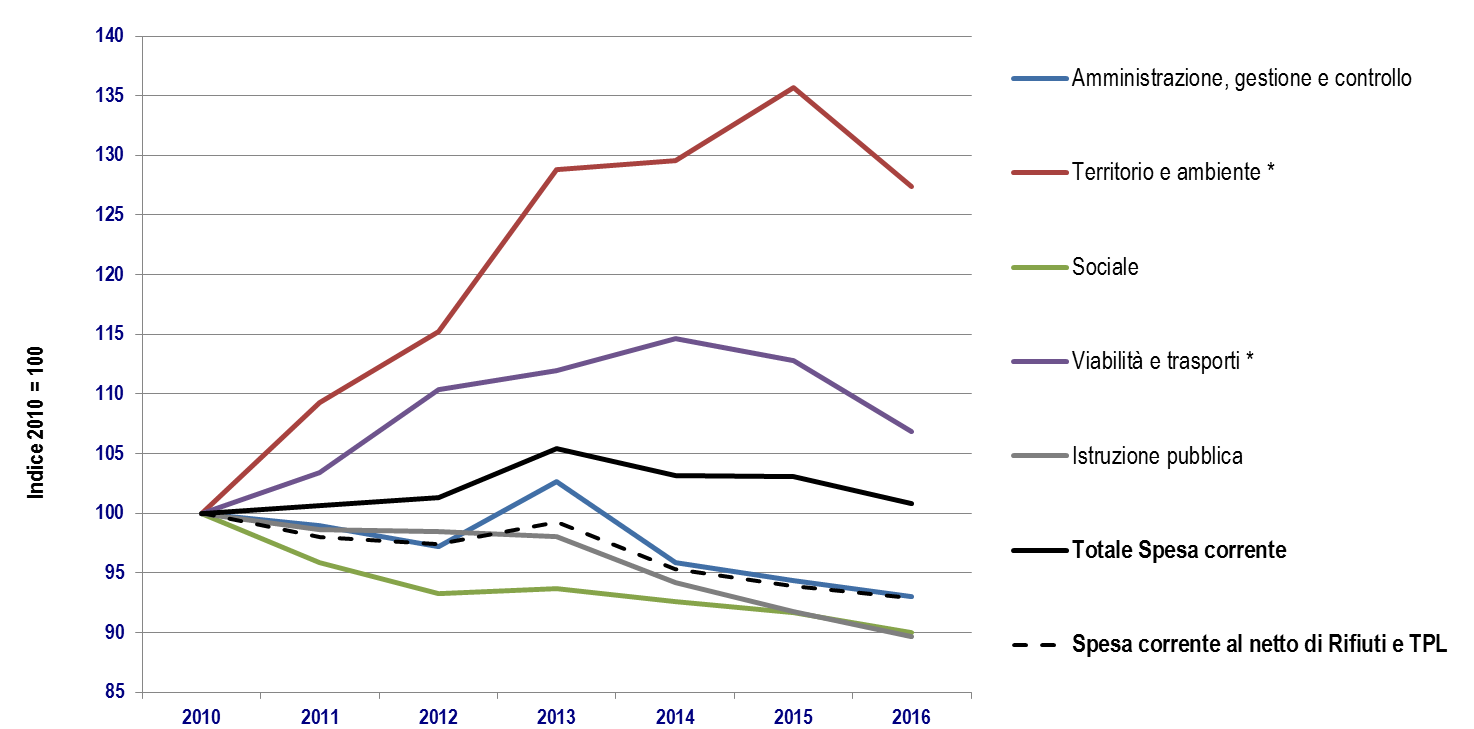 140
135
130
125
120
115
110
105
100
95
90
85
Indice 2010 = 100
2010 2011 2012 2013 2014 2015 2016
Amministrazione, gestione e controllo
Territorio e ambiente *
Sociale
Viabilità e trasporti *
Istruzione pubblica
Totale Spesa corrente
Spesa corrente al netto di Rifiuti e TPL